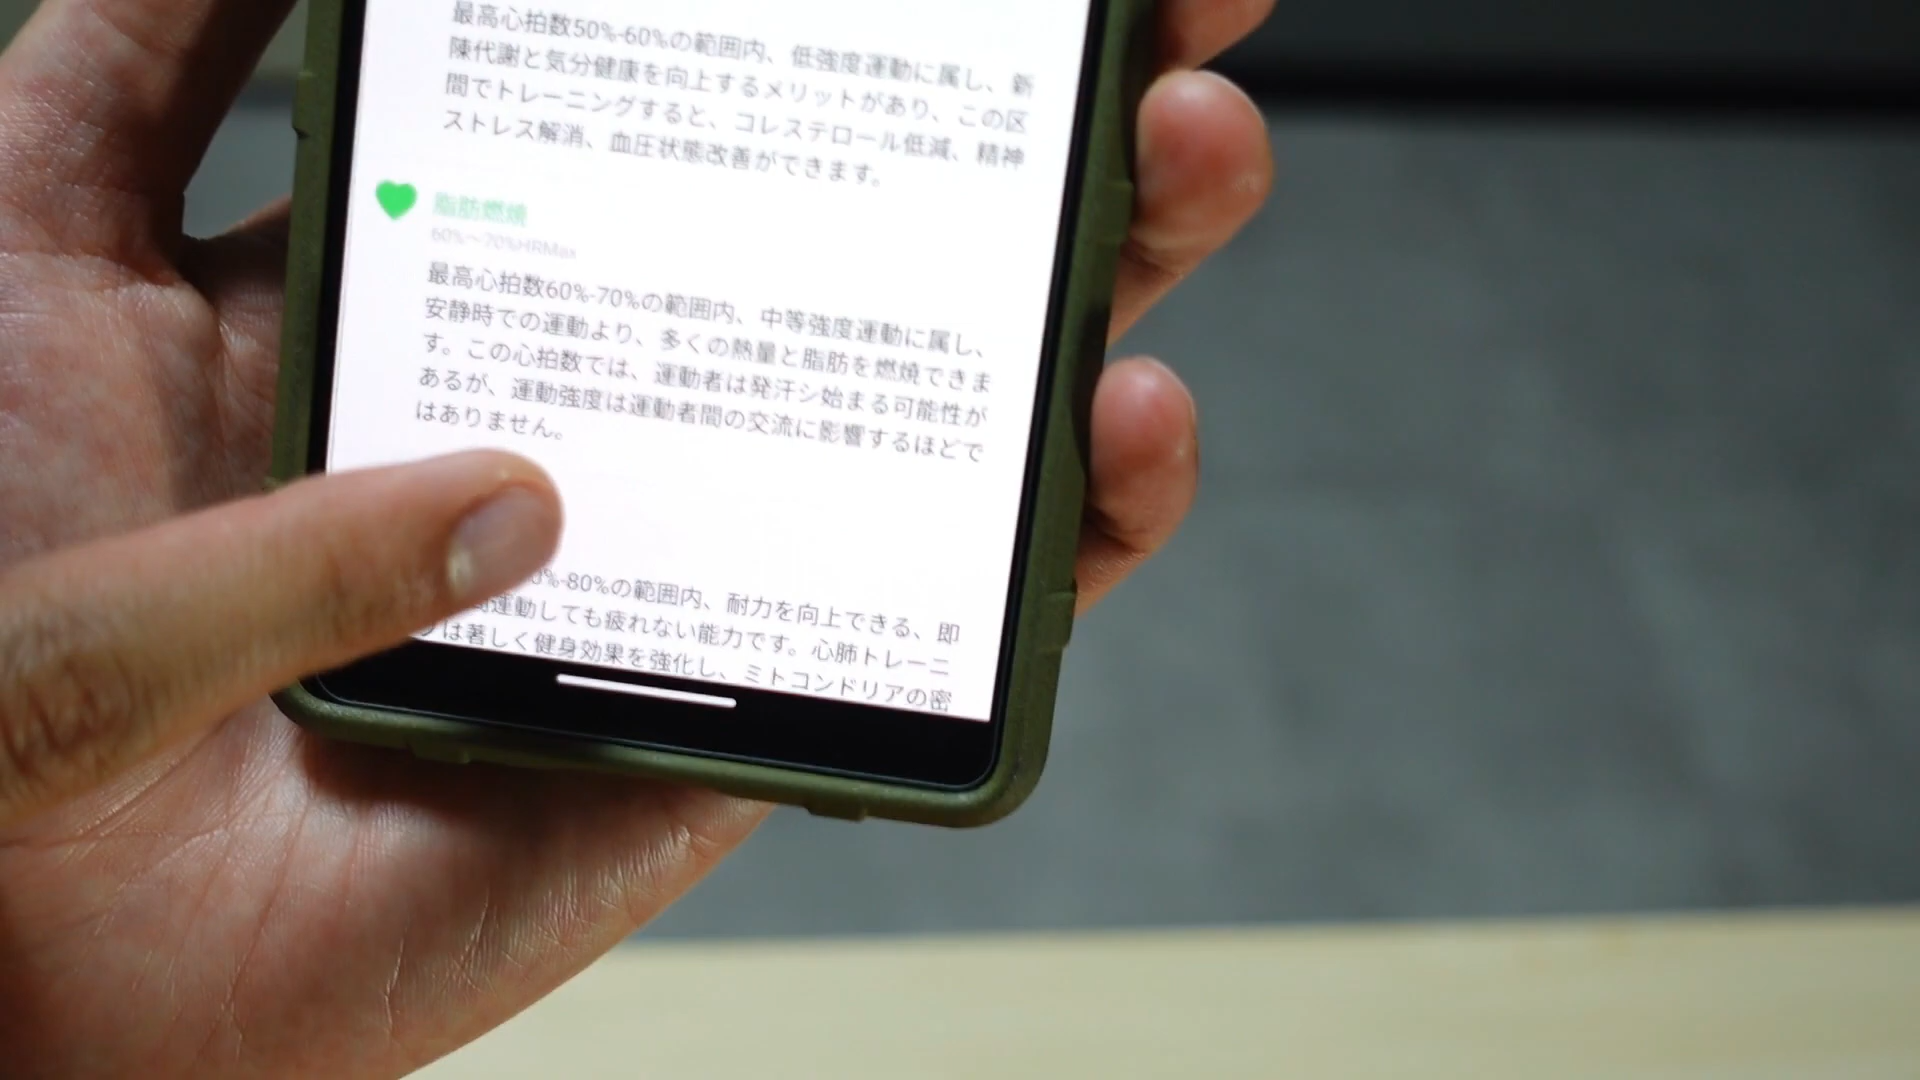 最高心拍数50%-60%の範囲内、低強度運動に属し、新
陳代謝と気分健康を向上するメリットがあり、この区
間でトレーニングすると、コレステロール低減、精神
ストレス解消、血圧状態改善ができます。
脂肪燃焼
60%～70%HRMax
最高心拍数60%-70%の範囲内、中等強度運動に属し、
安静時での運動より、多くの熱量と脂肪を燃焼できま
す。この心拍数では、運動者は発汗シ始まる可能性が
あるが、運動強度は運動者間の交流に影響するほどで
はありません。
0%-80%の範囲内、耐力を向上できる、即
間運動しても疲れない能力です。心肺トレーニ
グは著しく健身効果を強化し、ミトコンドリアの密